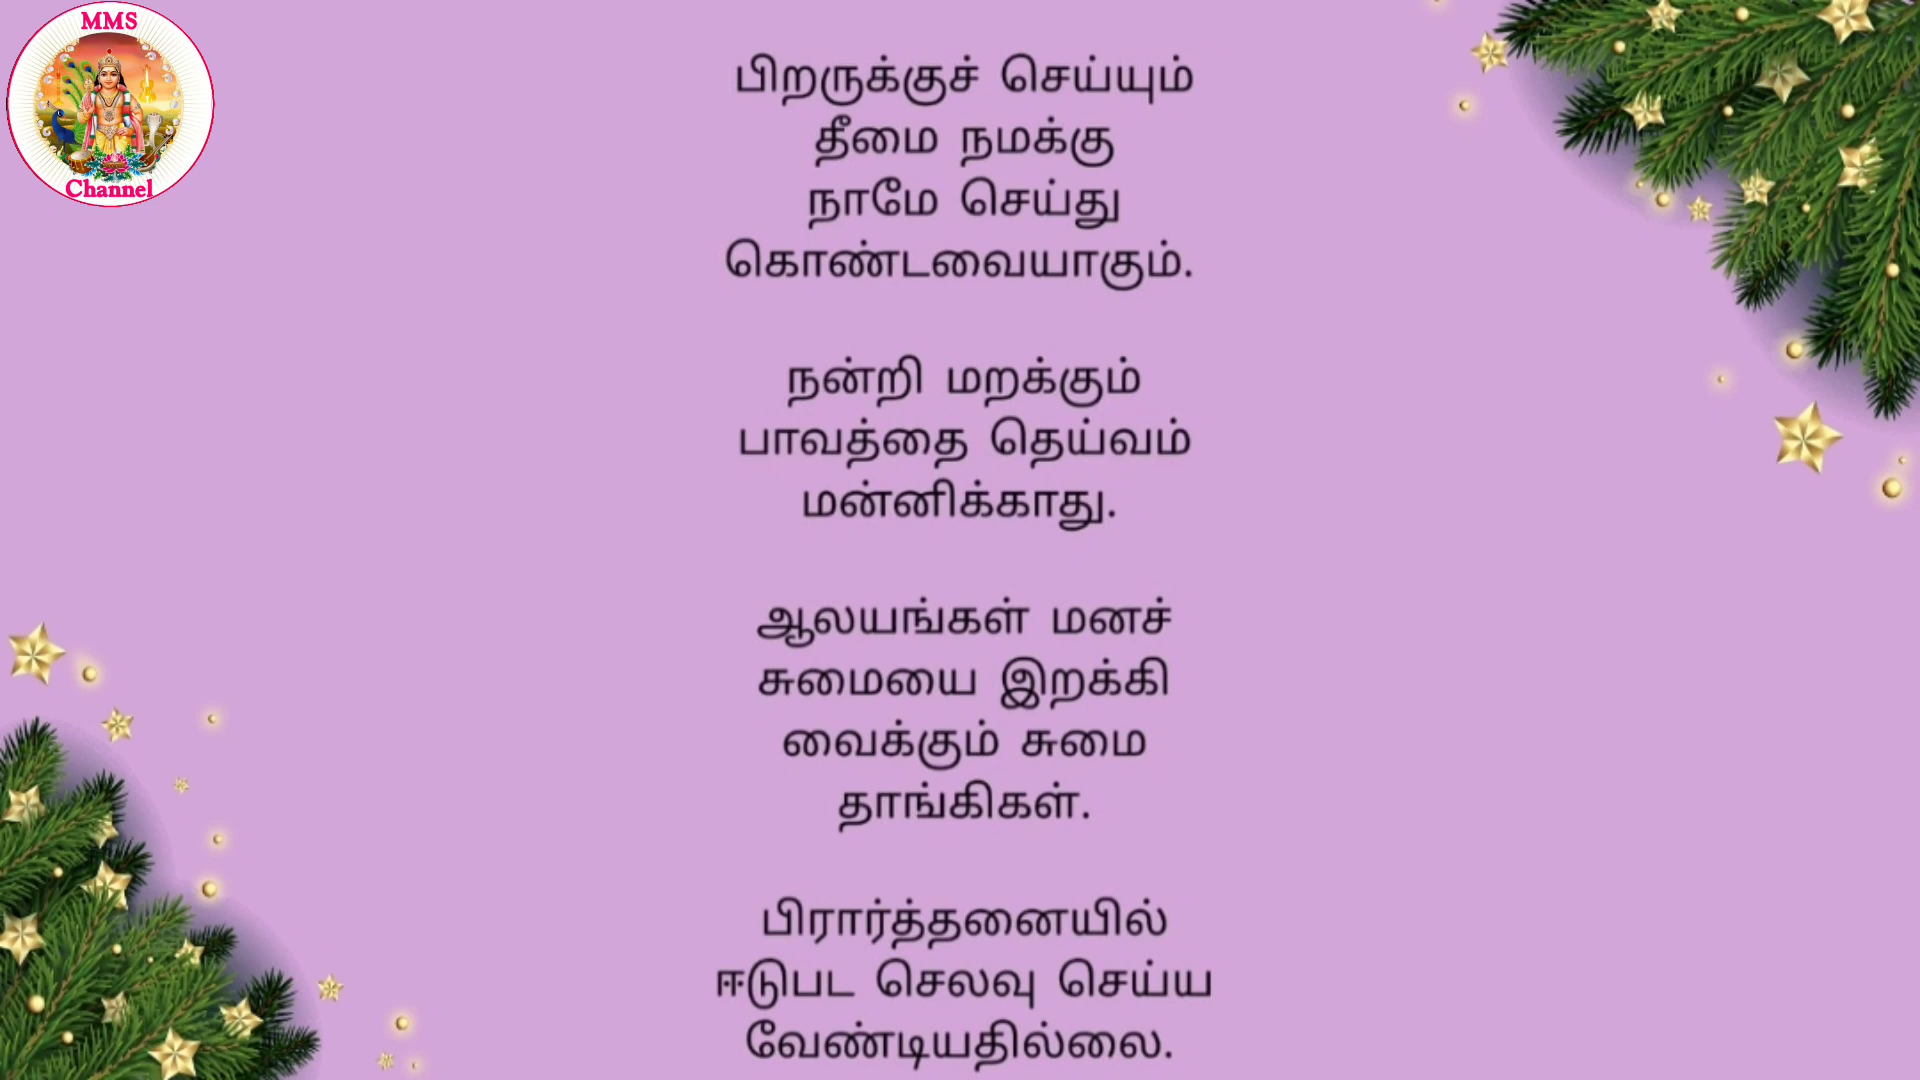 MMS
Channel
பிறருக்குச் செய்யும்
தீமை நமக்கு
நாமே செய்து
கொண்டவையாகும்.
நன்றி மறக்கும்
பாவத்தை தெய்வம்
மன்னிக்காது.
ஆலயங்கள் மனச்
சுமையை இறக்கி
வைக்கும் சுமை
தாங்கிகள்.
பிரார்த்தனையில்
ஈடுபட செலவு செய்ய
வேண்டியதில்லை.